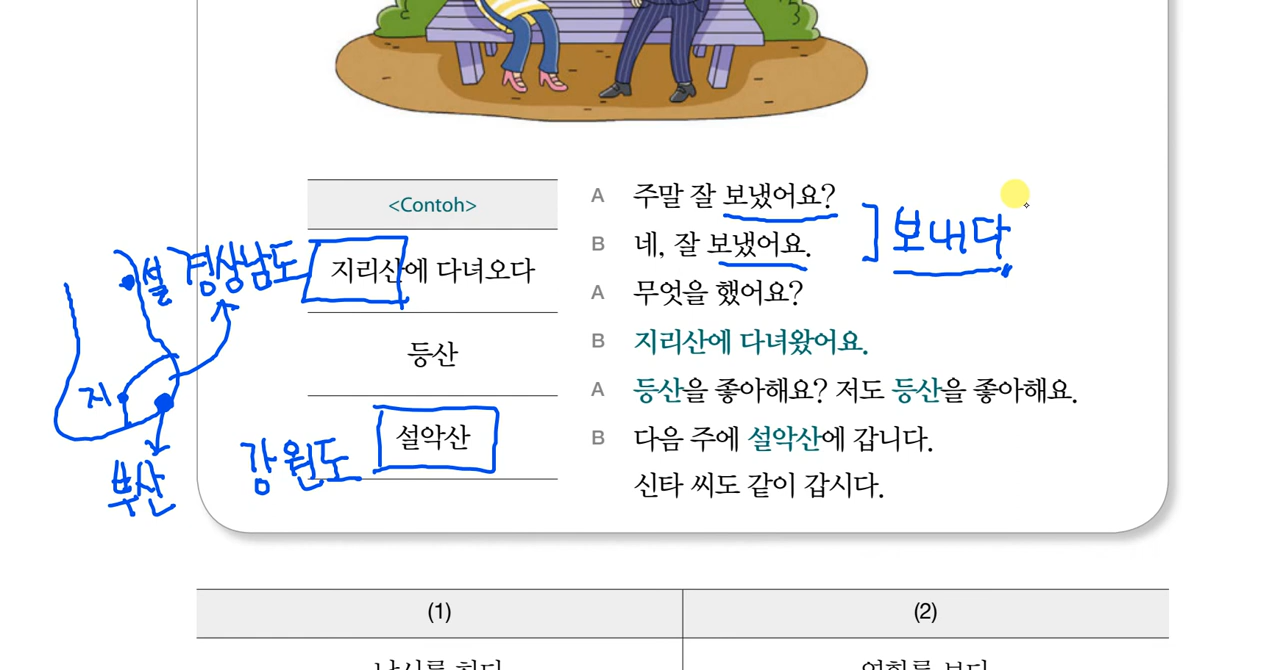 <Contoh>
지리산에 다녀오다
등산
설악산
A 주말 잘 보냈어요?
B 네, 잘 보냈어요.
A 무엇을 했어요?
B 지리산에 다녀왔어요.
A 등산을 좋아해요? 저도 등산을 좋아해요.
B 다음 주에 설악산에 갑니다.
신타 씨도 같이 갑시다.
보내다
설
경상남도
지
부산
강원도
(1)
(2)